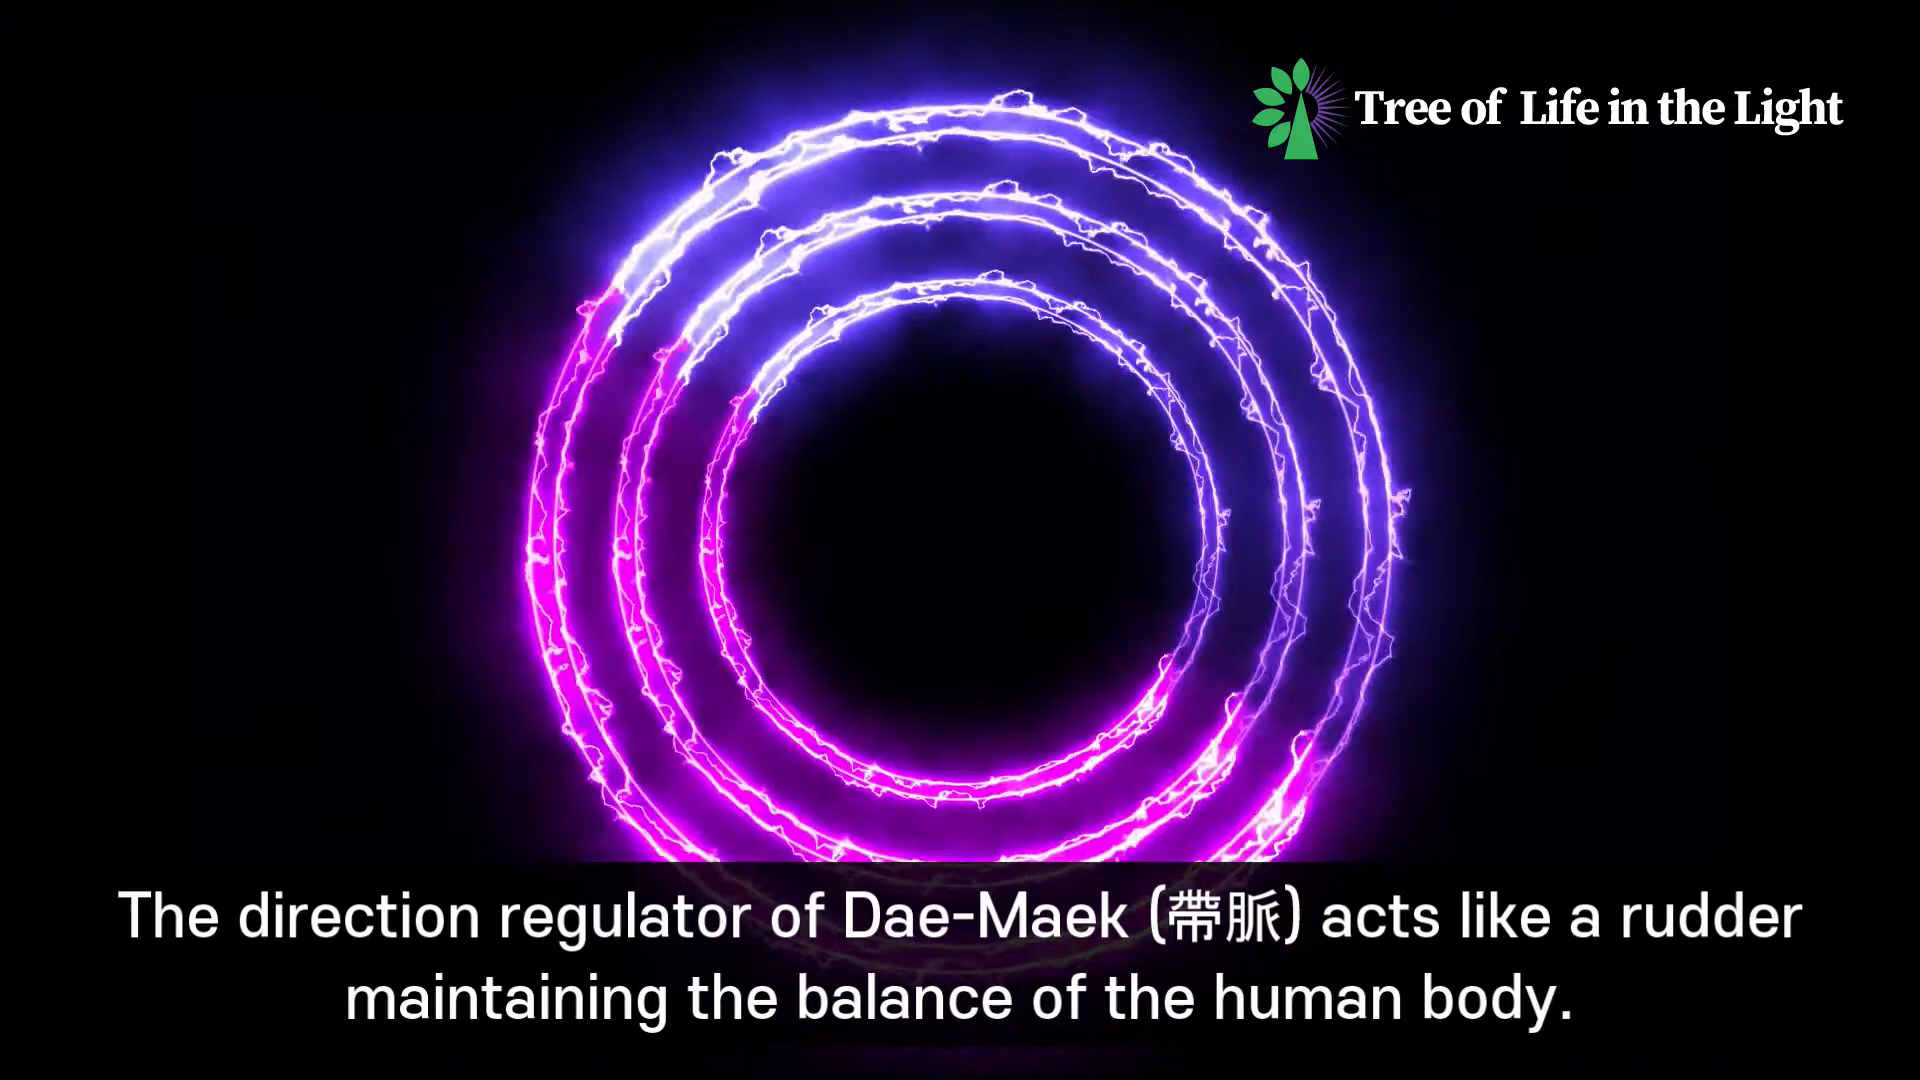 Tree of Life in the Light
The direction regulator of Dae-Maek (帶脈) acts like a rudder
maintaining the balance of the human body.